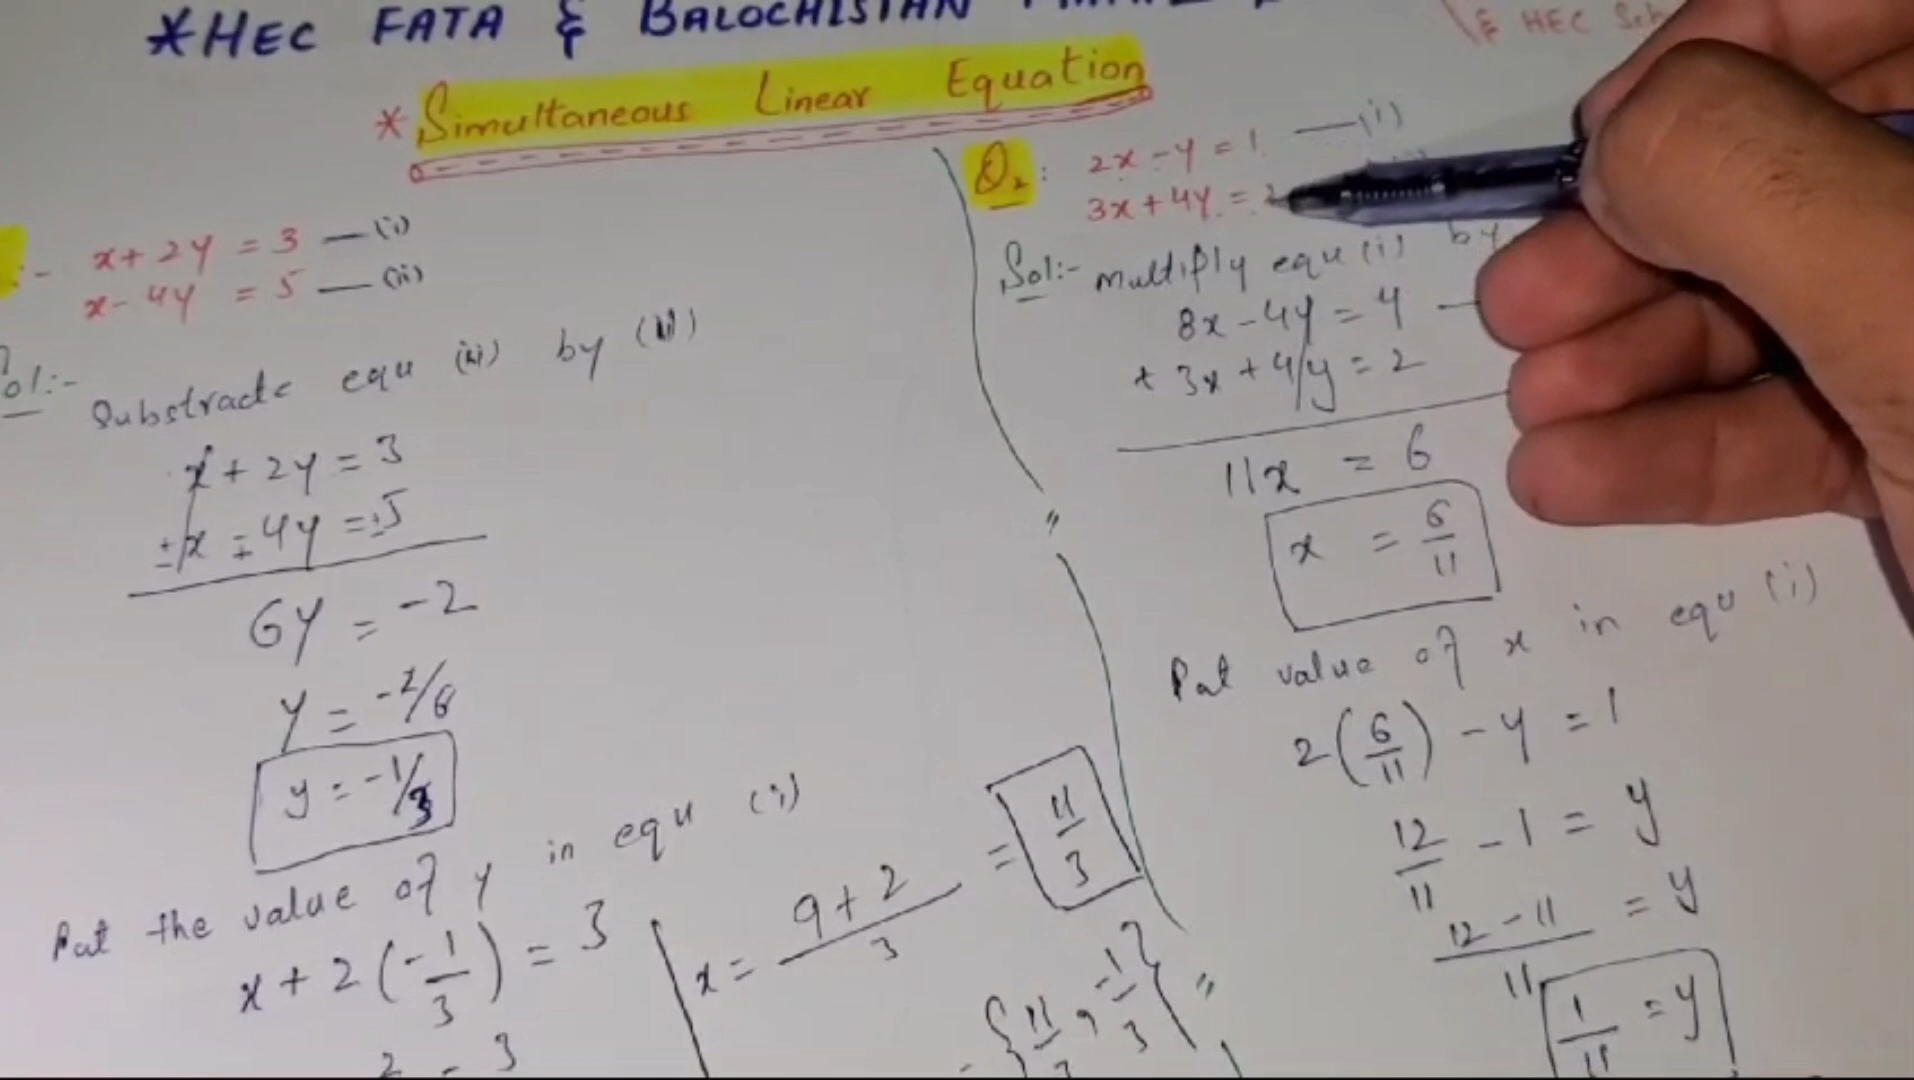 *HEC FATA & BALOCHISTAN
& HEC
* Simultaneous Linear Equation
:- x + 2y = 3 —(i)
x - 4y = 5 —(ii)
Sol:-
Substracte equ (ii) by (ii)
x + 2y = 3
± x ∓ 4y = ± 5
6y = -2
y = -2/6
y = -1/3
Put the value of y in equ (i)
x + 2 (-1/3) = 3
2 - 3
x = 9 + 2 / 3 = 11/3
{11/3, -1/3}
Q2: 2x - y = 1 —(i)
3x + 4y =
Sol:- multiply equ (i) by
8x - 4y = 4 —
+ 3x + 4y = 2
11x = 6
x = 6/11
Put value of x in equ (i)
2(6/11) - y = 1
12/11 - 1 = y
12 - 11 / 11 = y
1/11 = y